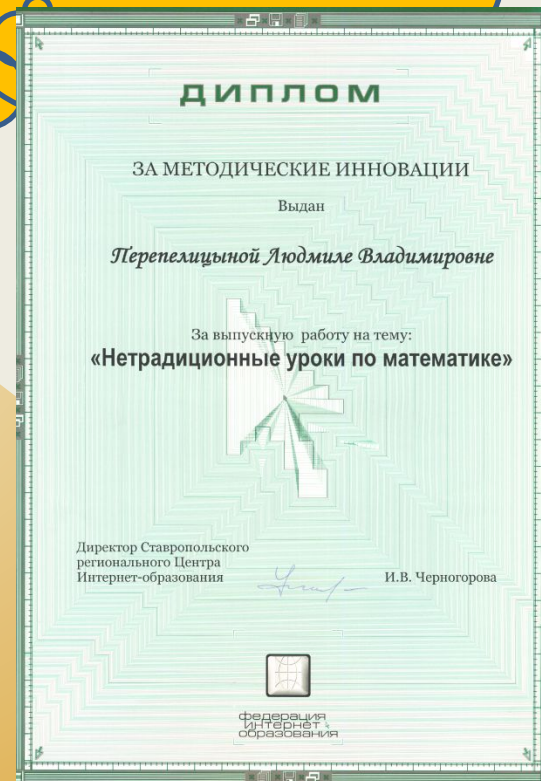 ДИПЛОМ
ЗА МЕТОДИЧЕСКИЕ ИННОВАЦИИ
Выдан
Перепелицыной Людмиле Владимировне
За выпускную работу на тему:
«Нетрадиционные уроки по математике»
Директор Ставропольского
регионального Центра
Интернет-образования
И.В. Черногорова
федерация
интернет
образования